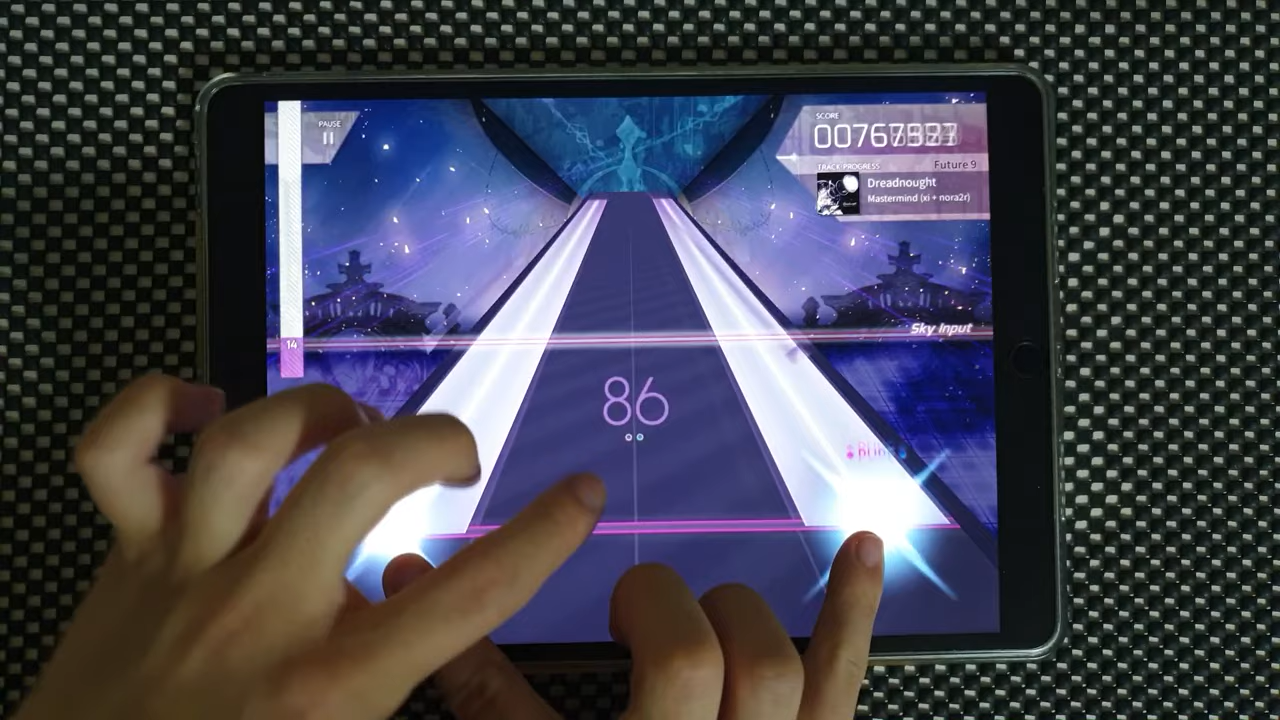 PAUSE
SCORE
TRACK PROGRESS
Future 9
Dreadnought
Mastermind (xi + nora2r)
Sky Input
14
86